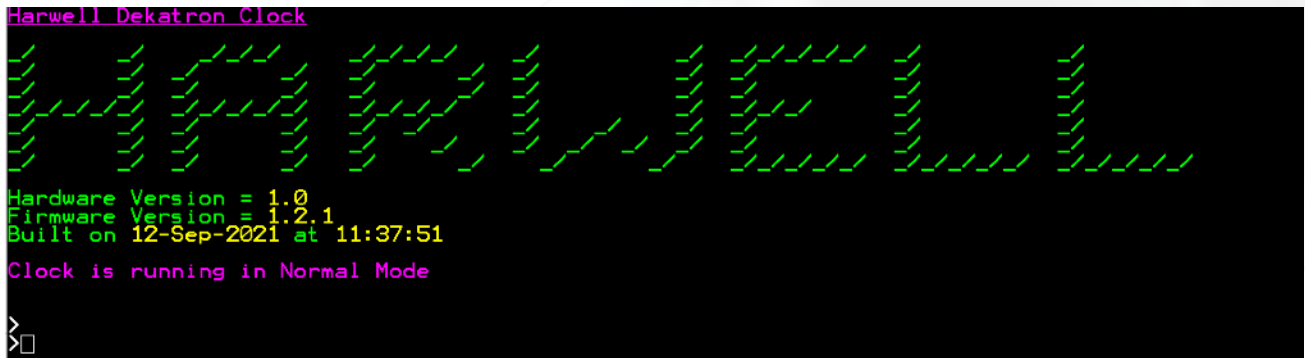 Harwell Dekatron Clock
HARWELL
Hardware Version = 1.0
Firmware Version = 1.2.1
Built on 12-Sep-2021 at 11:37:51
Clock is running in Normal Mode
>
>